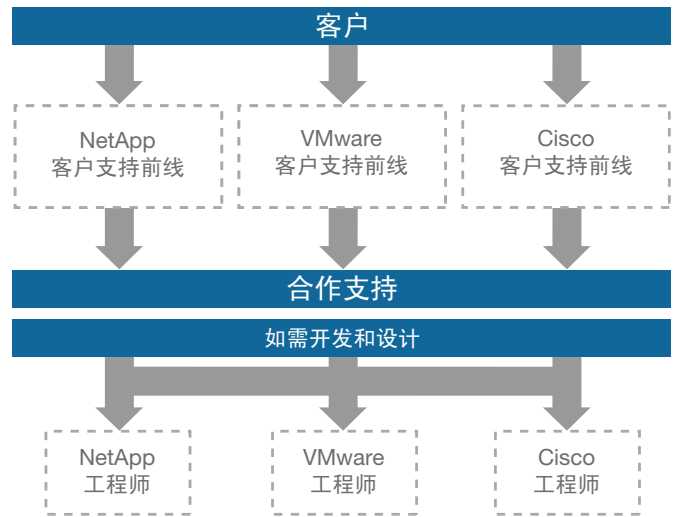 客户
NetApp
客户支持前线
VMware
客户支持前线
Cisco
客户支持前线
合作支持
如需开发和设计
NetApp
工程师
VMware
工程师
Cisco
工程师